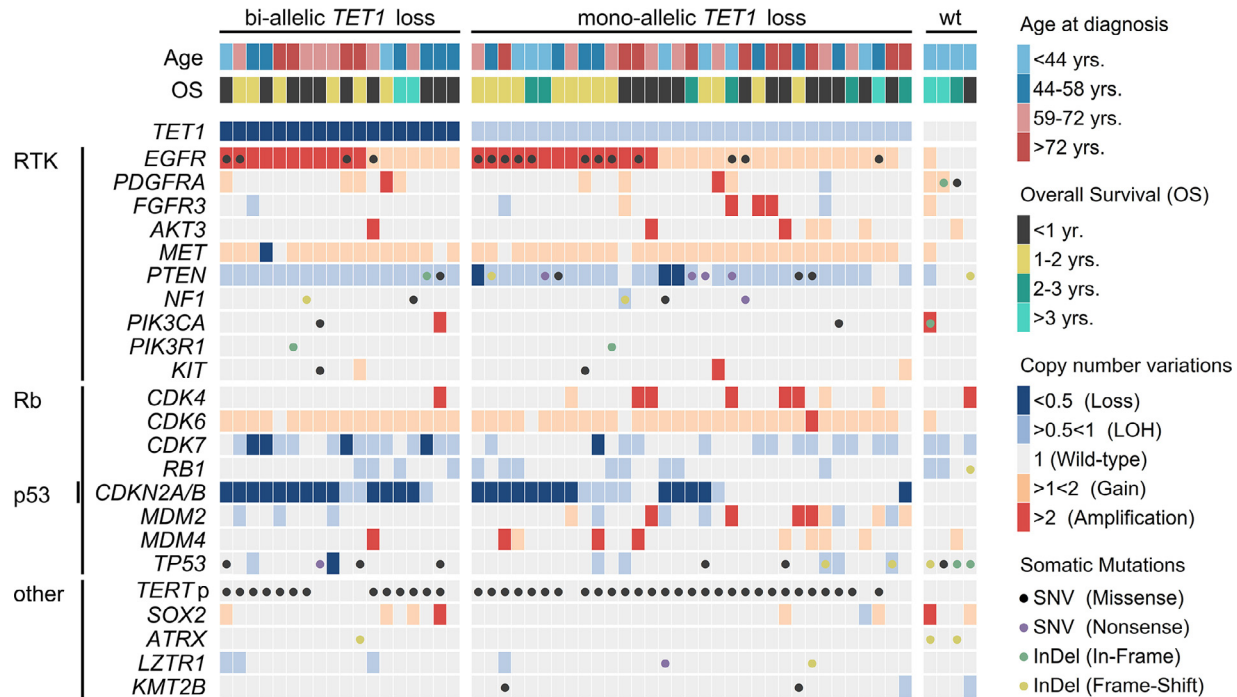 bi-allelic TET1 loss
mono-allelic TET1 loss
wt
Age
OS
TET1
RTK
EGFR
PDGFRA
FGFR3
AKT3
MET
PTEN
NF1
PIK3CA
PIK3R1
KIT
Rb
CDK4
CDK6
CDK7
RB1
p53
CDKN2A/B
MDM2
MDM4
TP53
other
TERT p
SOX2
ATRX
LZTR1
KMT2B
Age at diagnosis
<44 yrs.
44-58 yrs.
59-72 yrs.
>72 yrs.
Overall Survival (OS)
<1 yr.
1-2 yrs.
2-3 yrs.
>3 yrs.
Copy number variations
<0.5 (Loss)
>0.5<1 (LOH)
1 (Wild-type)
>1<2 (Gain)
>2 (Amplification)
Somatic Mutations
SNV (Missense)
SNV (Nonsense)
InDel (In-Frame)
InDel (Frame-Shift)